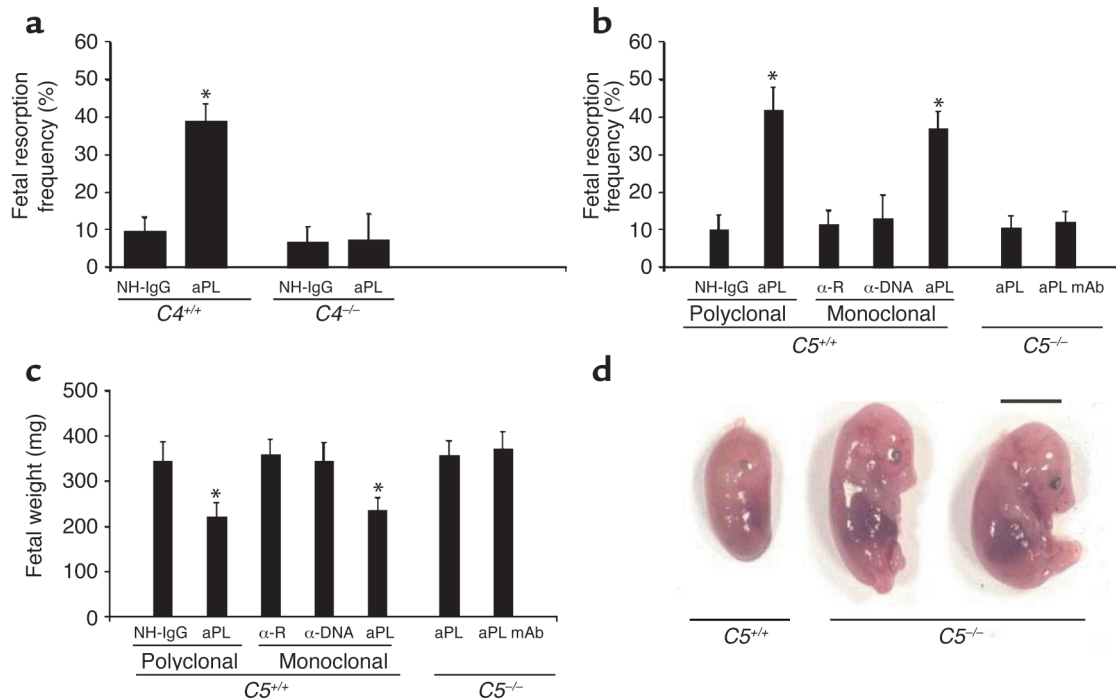 a
Fetal resorption
frequency (%)
60
50
40
30
20
10
0
*
NH-IgG aPL NH-IgG aPL
C4+/+ C4–/–
b
Fetal resorption
frequency (%)
60
50
40
30
20
10
0
* *
NH-IgG aPL α-R α-DNA aPL aPL aPL mAb
Polyclonal Monoclonal
C5+/+ C5–/–
c
Fetal weight (mg)
500
400
300
200
100
0
* *
NH-IgG aPL α-R α-DNA aPL aPL aPL mAb
Polyclonal Monoclonal
C5+/+ C5–/–
d
C5+/+ C5–/–